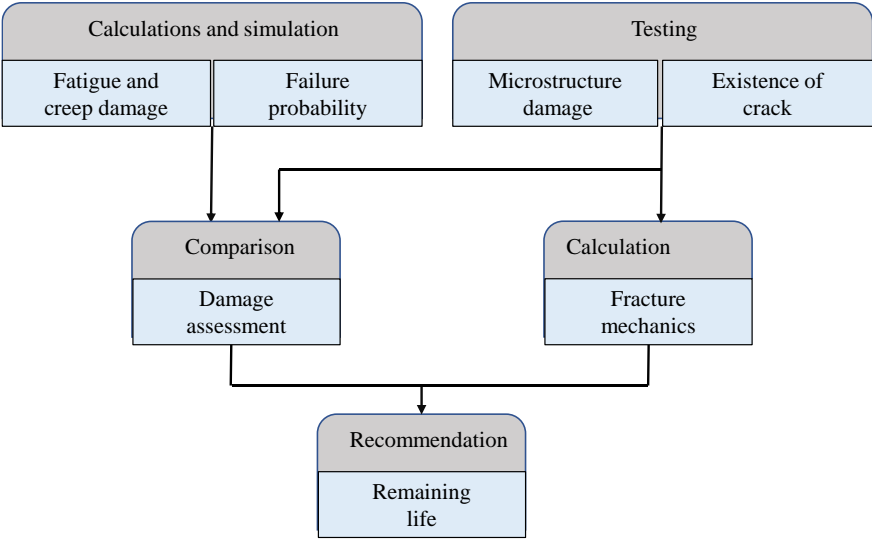 Calculations and simulation
Fatigue and
creep damage
Failure
probability
Testing
Microstructure
damage
Existence of
crack
Comparison
Damage
assessment
Calculation
Fracture
mechanics
Recommendation
Remaining
life